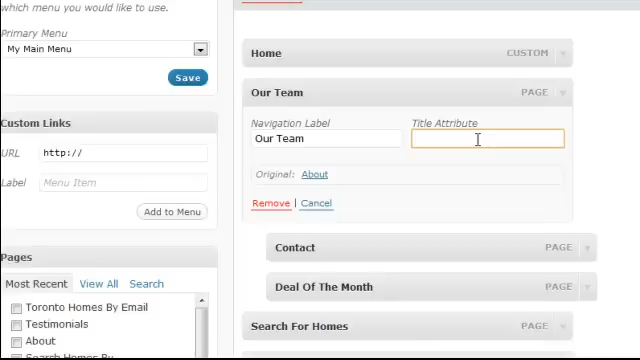 which menu you would like to use.
Primary Menu
My Main Menu
Save
Custom Links
URL http://
Label Menu Item
Add to Menu
Pages
Most Recent View All Search
Toronto Homes By Email
Testimonials
About
Search Homes By
Home CUSTOM
Our Team PAGE
Navigation Label Title Attribute
Our Team
Original: About
Remove | Cancel
Contact PAGE
Deal Of The Month PAGE
Search For Homes PAGE